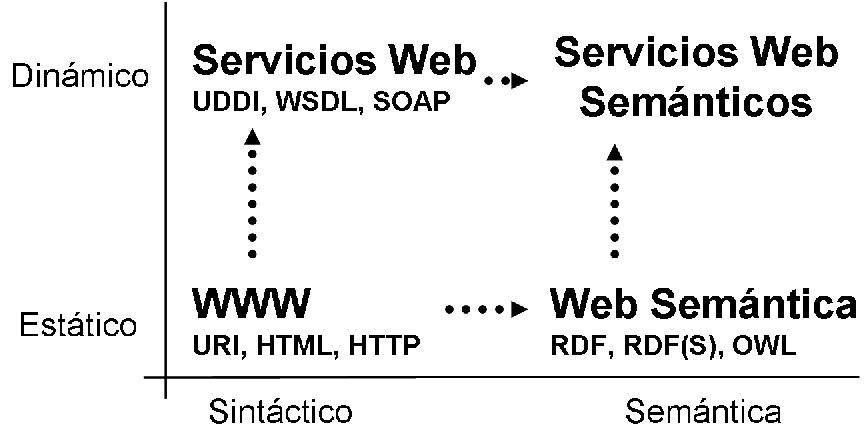 Dinámico
Servicios Web
UDDI, WSDL, SOAP
Servicios Web
Semánticos
Estático
WWW
URI, HTML, HTTP
Web Semántica
RDF, RDF(S), OWL
Sintáctico
Semántica